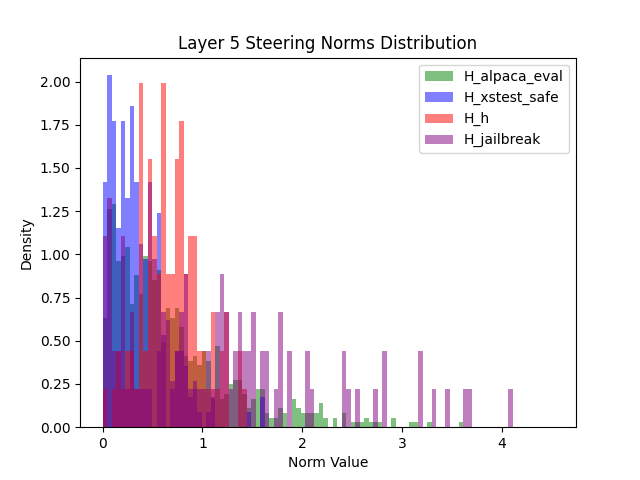 Layer 5 Steering Norms Distribution
H_alpaca_eval
H_xstest_safe
H_h
H_jailbreak
Density
2.00
1.75
1.50
1.25
1.00
0.75
0.50
0.25
0.00
0 1 2 3 4
Norm Value